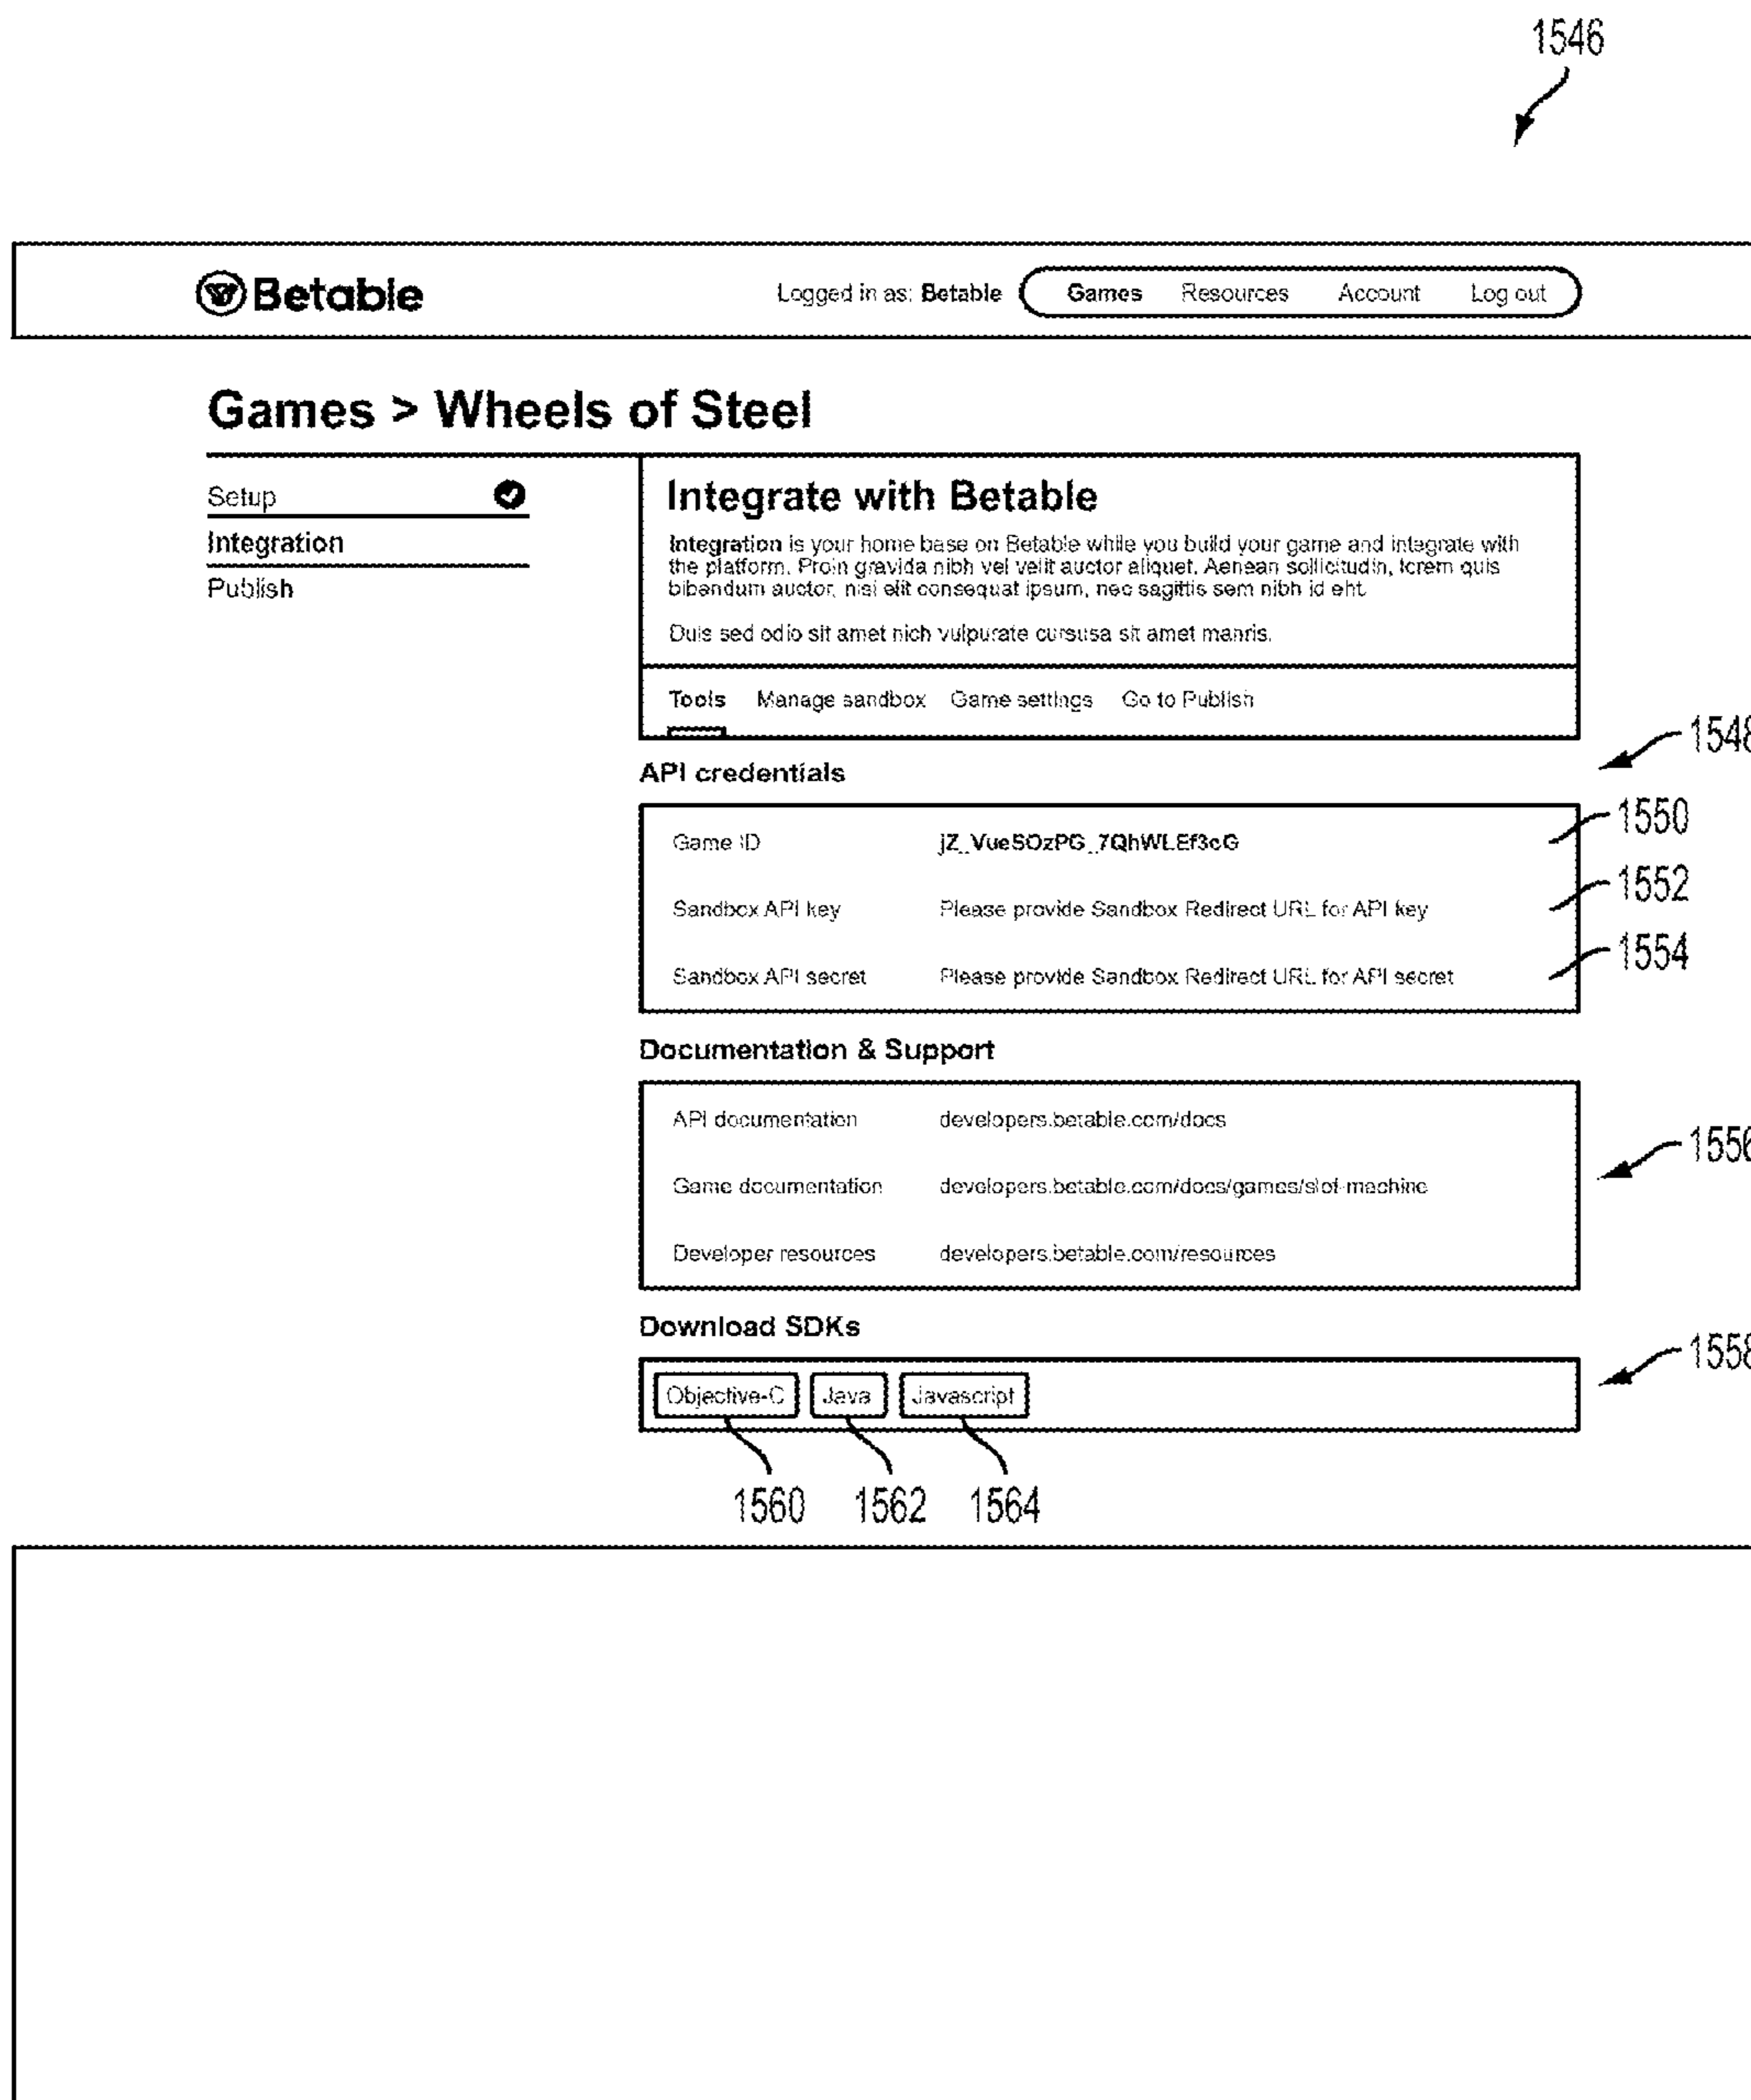 1546
Betable
Logged in as: Betable Games Resources Account Log out
Games > Wheels of Steel
Setup
Integration
Publish
Integrate with Betable
Integration is your home base on Betable while you build your game and integrate with
the platform. Proin gravida nibh vel velit auctor aliquet. Aenean sollicitudin, lorem quis
bibendum auctor, nisi elit consequat ipsum, nec sagittis sem nibh id eht.
Duis sed odio sit amet nich vulpurate cursusa sit amet manris.
Tools Manage sandbox Game settings Go to Publish
1548
API credentials
Game ID jZ_VueSOzPG_7QhWLEf3cG 1550
Sandbox API key Please provide Sandbox Redirect URL for API key 1552
Sandbox API secret Please provide Sandbox Redirect URL for API secret 1554
Documentation & Support
API documentation developers.betable.com/docs
1556
Game documentation developers.betable.com/docs/games/slot-machine
Developer resources developers.betable.com/resources
Download SDKs
1558
Objective-C Java Javascript
1560 1562 1564